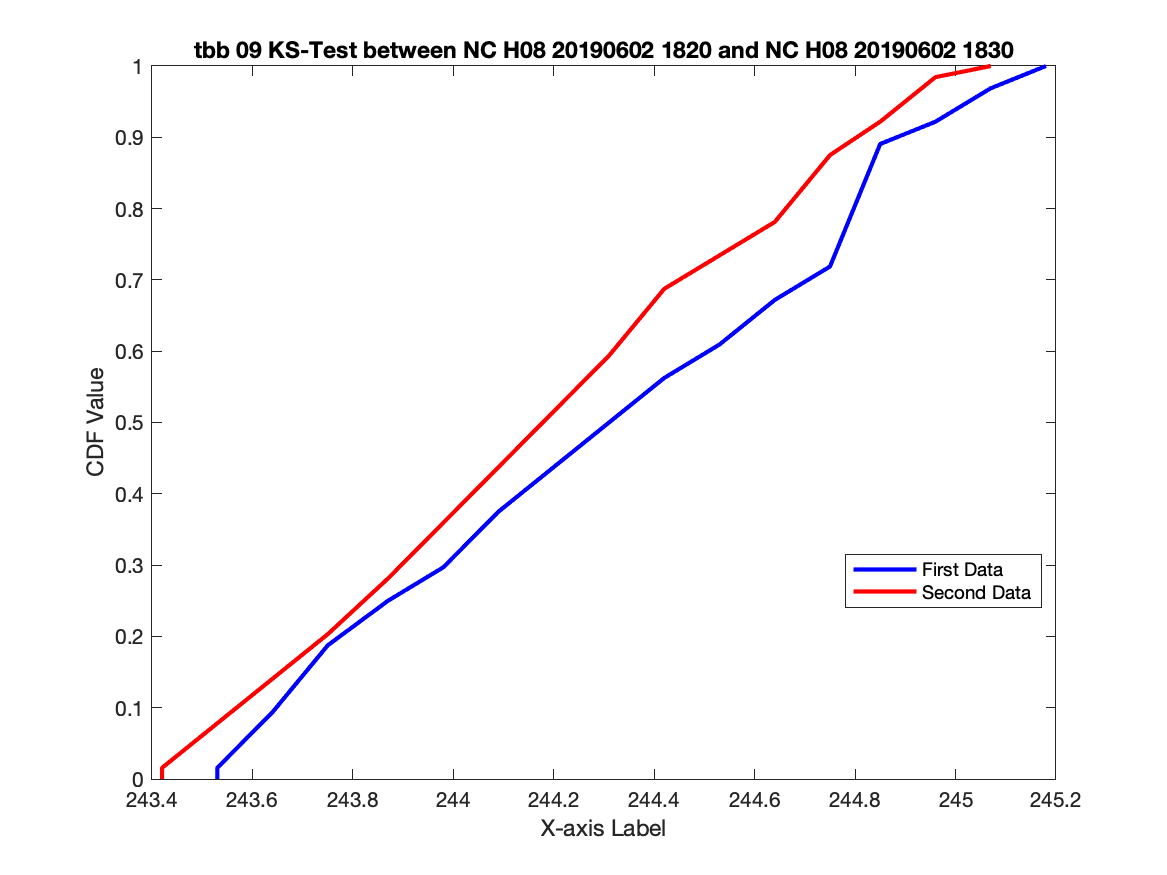 tbb 09 KS-Test between NC H08 20190602 1820 and NC H08 20190602 1830
1
0.9
0.8
0.7
0.6
0.5
0.4
0.3
0.2
0.1
0
CDF Value
First Data
Second Data
243.4 243.6 243.8 244 244.2 244.4 244.6 244.8 245 245.2
X-axis Label